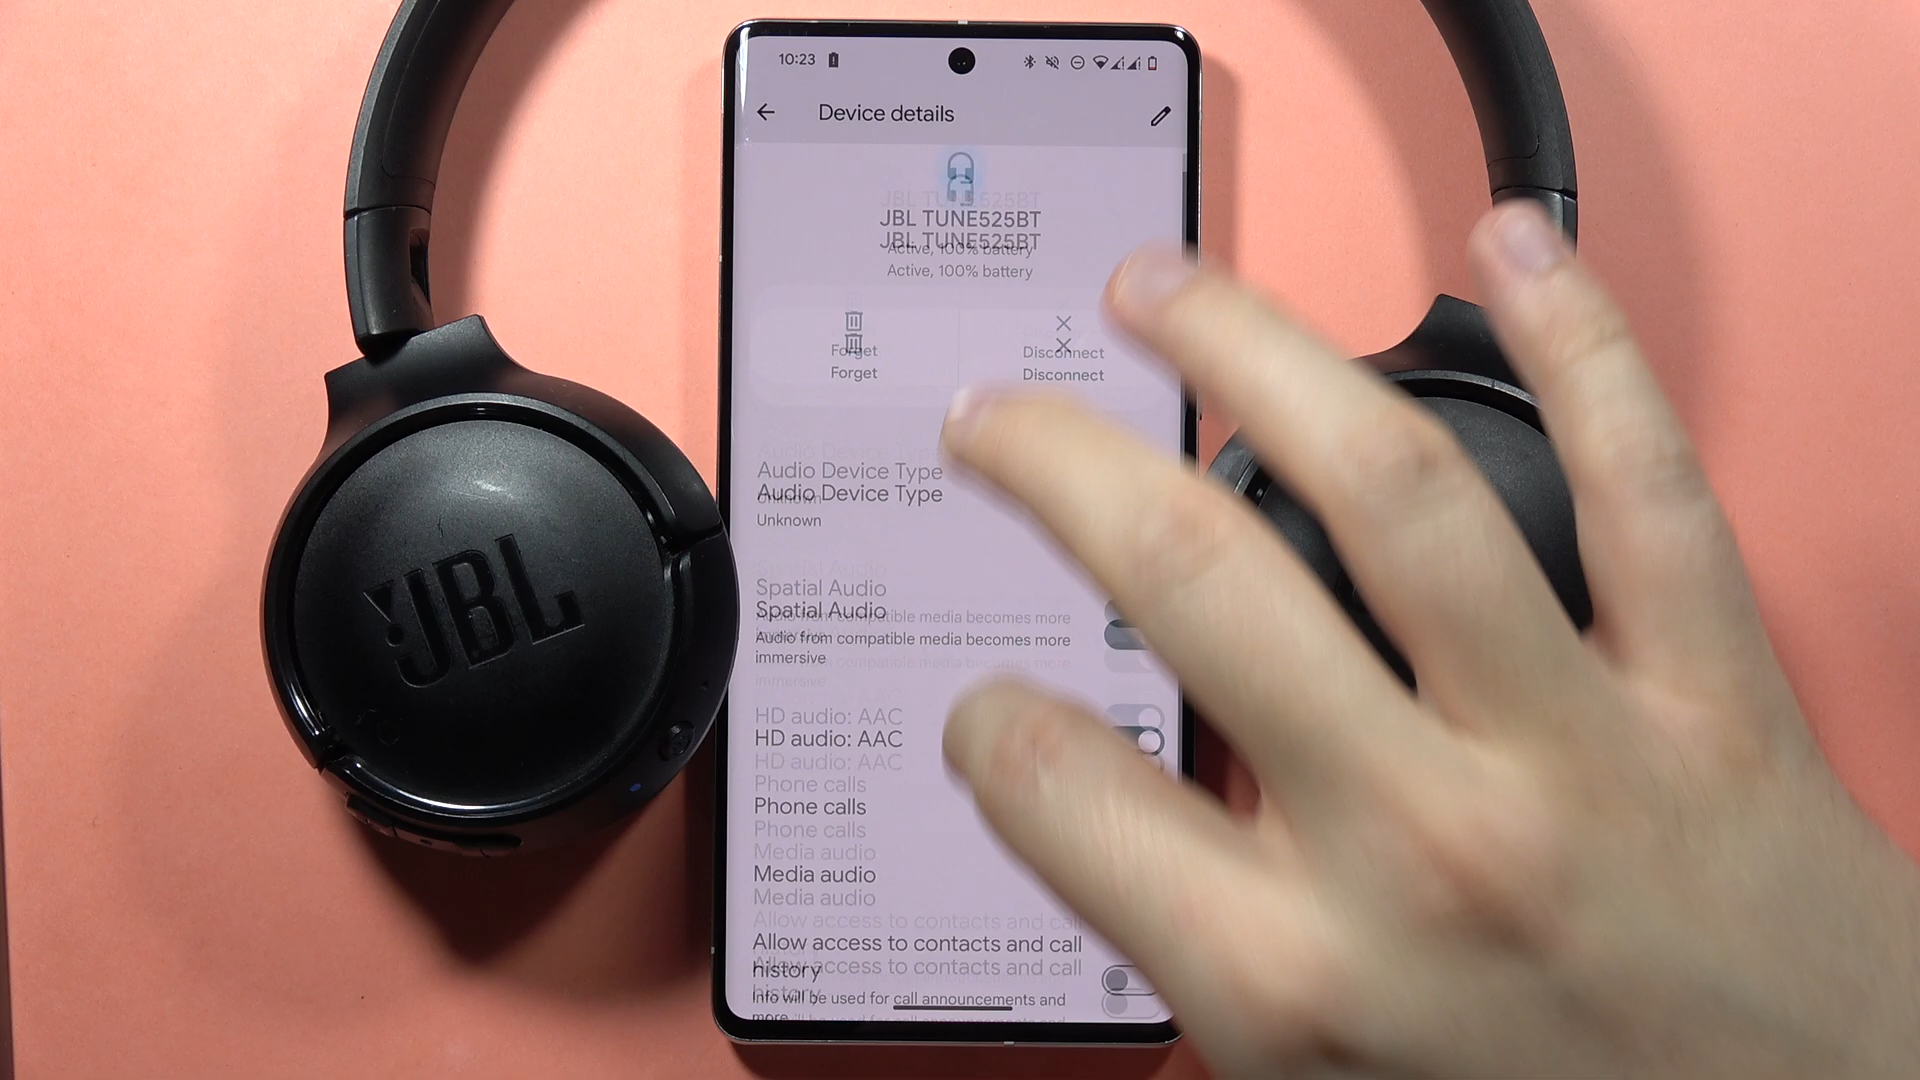 10:23
Device details
JBL TUNE525BT
Active, 100% battery
Forget
Disconnect
Audio Device Type
Unknown
Spatial Audio
Audio from compatible media becomes more
immersive
HD audio: AAC
Phone calls
Media audio
Allow access to contacts and call
history
Info will be used for call announcements and
more
JBL